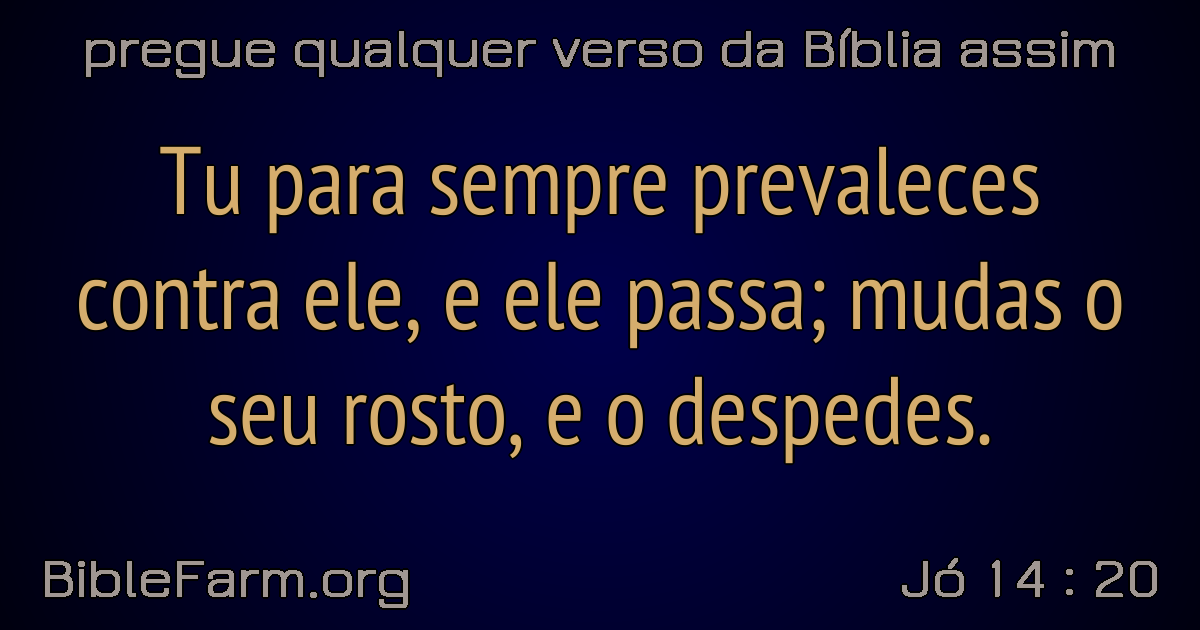 pregue qualquer verso da Bíblia assim
Tu para sempre prevaleces
contra ele, e ele passa; mudas o
seu rosto, e o despedes.
BibleFarm.org
Jó 14 : 20